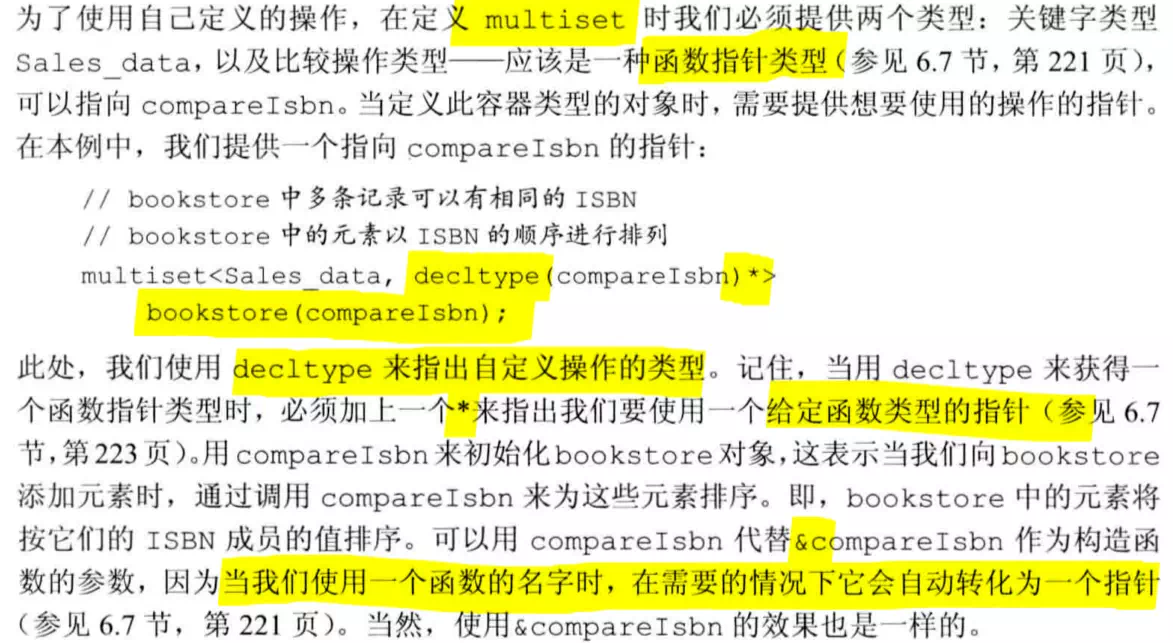 为了使用自己定义的操作，在定义 multiset 时我们必须提供两个类型：关键字类型
Sales_data，以及比较操作类型——应该是一种函数指针类型（参见 6.7 节，第 221 页），
可以指向 compareIsbn。当定义此容器类型的对象时，需要提供想要使用的操作的指针。
在本例中，我们提供一个指向 compareIsbn 的指针：
// bookstore 中多条记录可以有相同的 ISBN
// bookstore 中的元素以 ISBN 的顺序进行排列
multiset<Sales_data, decltype(compareIsbn)*>
bookstore(compareIsbn);
此处，我们使用 decltype 来指出自定义操作的类型。记住，当用 decltype 来获得一
个函数指针类型时，必须加上一个*来指出我们要使用一个给定函数类型的指针（参见 6.7
节，第 223 页）。用 compareIsbn 来初始化 bookstore 对象，这表示当我们向 bookstore
添加元素时，通过调用 compareIsbn 来为这些元素排序。即，bookstore 中的元素将
按它们的 ISBN 成员的值排序。可以用 compareIsbn 代替&compareIsbn 作为构造函
数的参数，因为当我们使用一个函数的名字时，在需要的情况下它会自动转化为一个指针
（参见 6.7 节，第 221 页）。当然，使用&compareIsbn 的效果也是一样的。